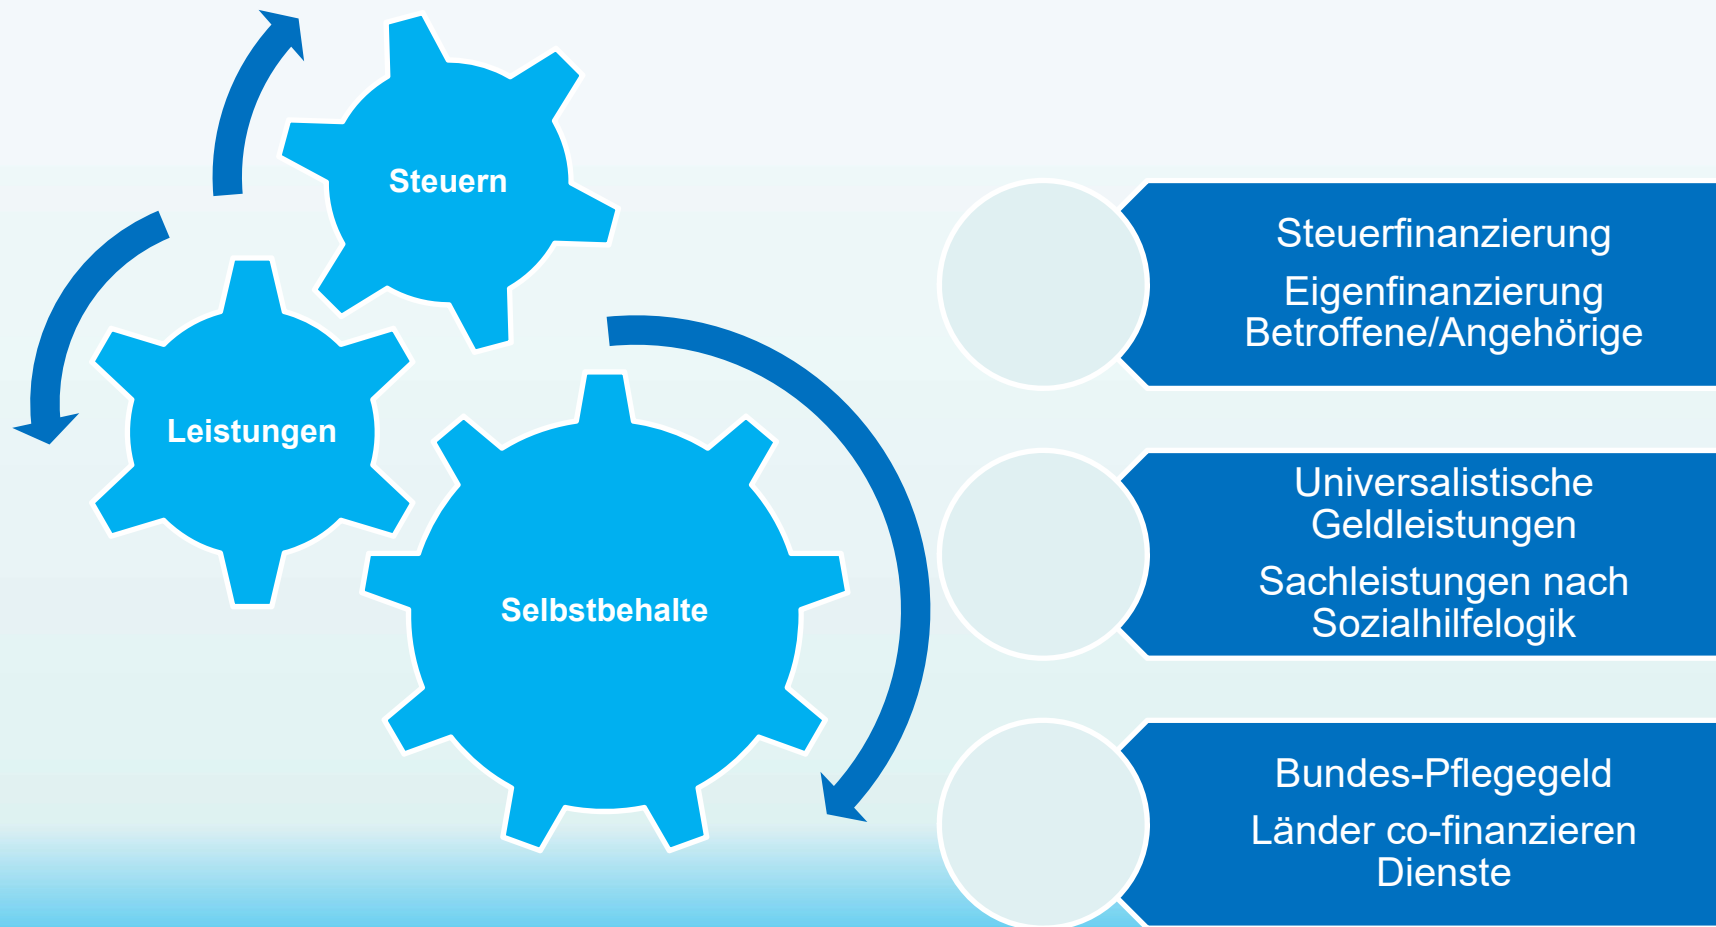 Steuern
Leistungen
Selbstbehalte
Steuerfinanzierung
Eigenfinanzierung
Betroffene/Angehörige
Universalistische
Geldleistungen
Sachleistungen nach
Sozialhilfelogik
Bundes-Pflegegeld
Länder co-finanzieren
Dienste